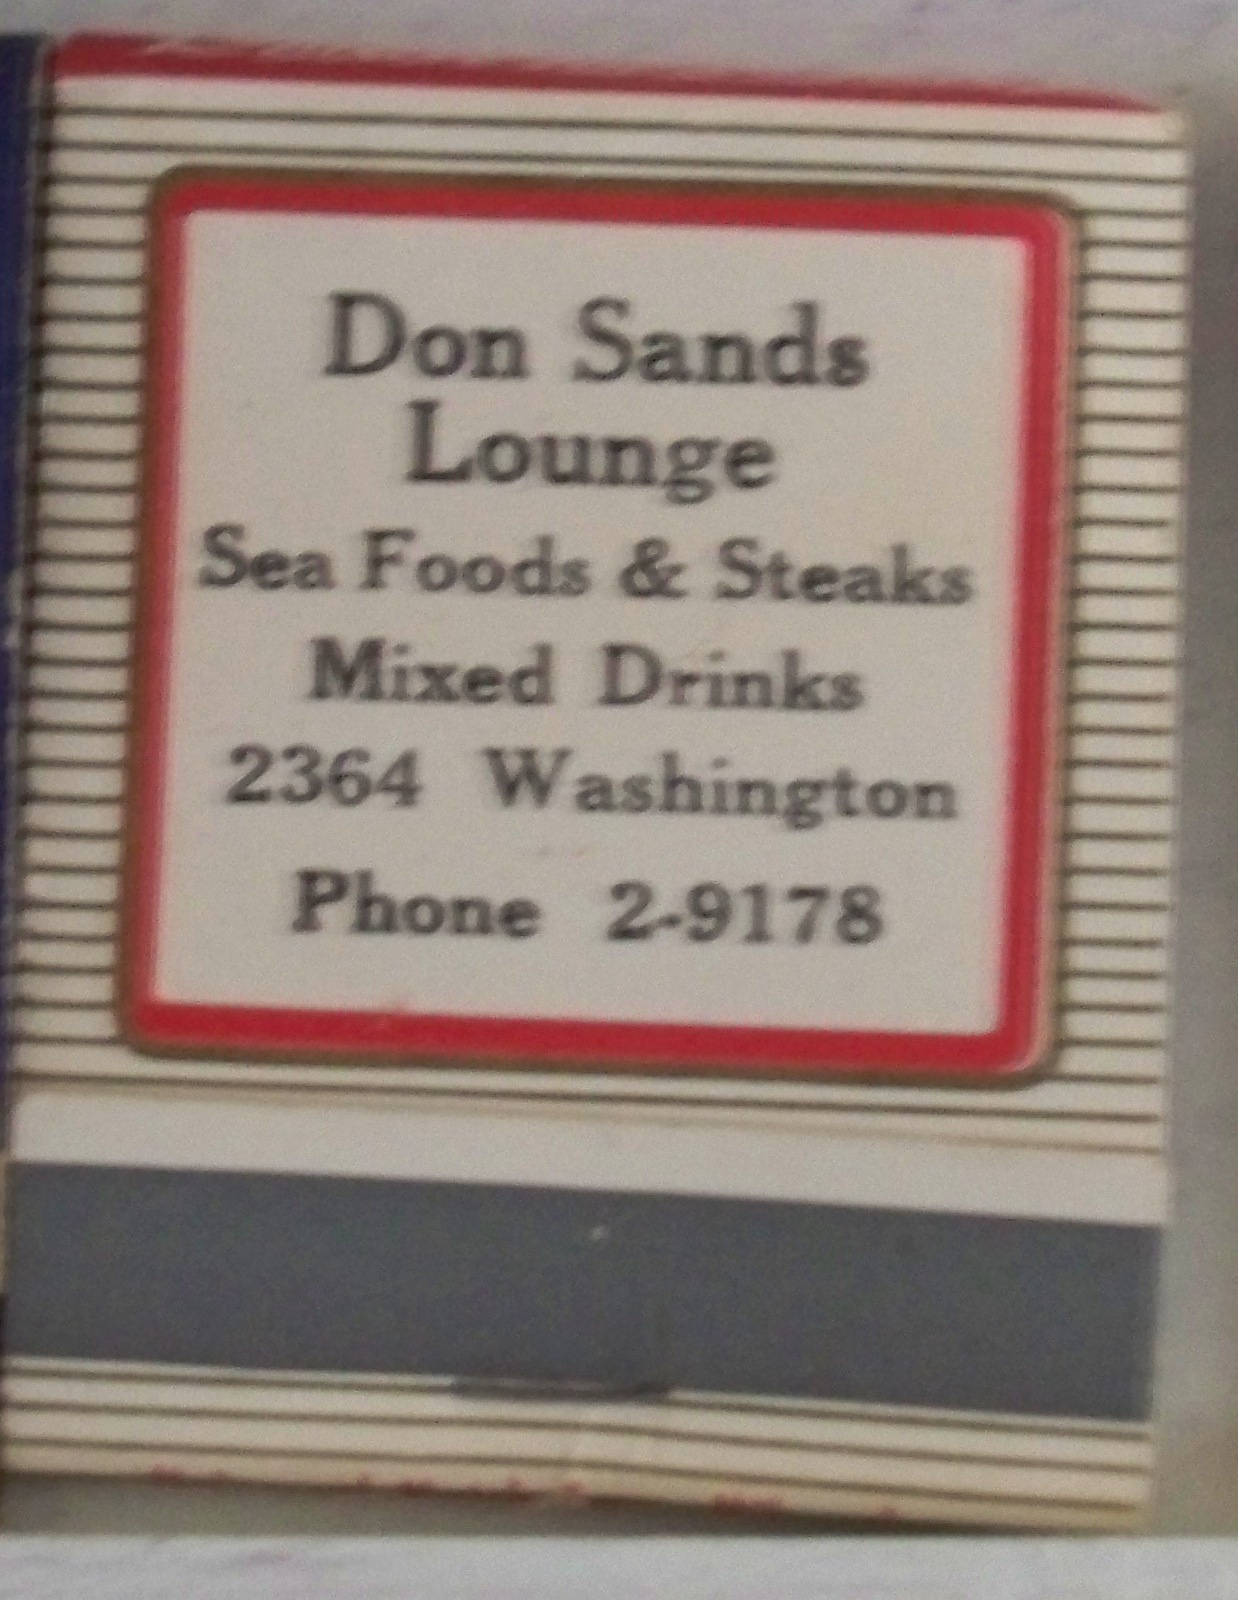 Don Sands
Lounge
Sea Foods & Steaks
Mixed Drinks
2364 Washington
Phone 2-9178